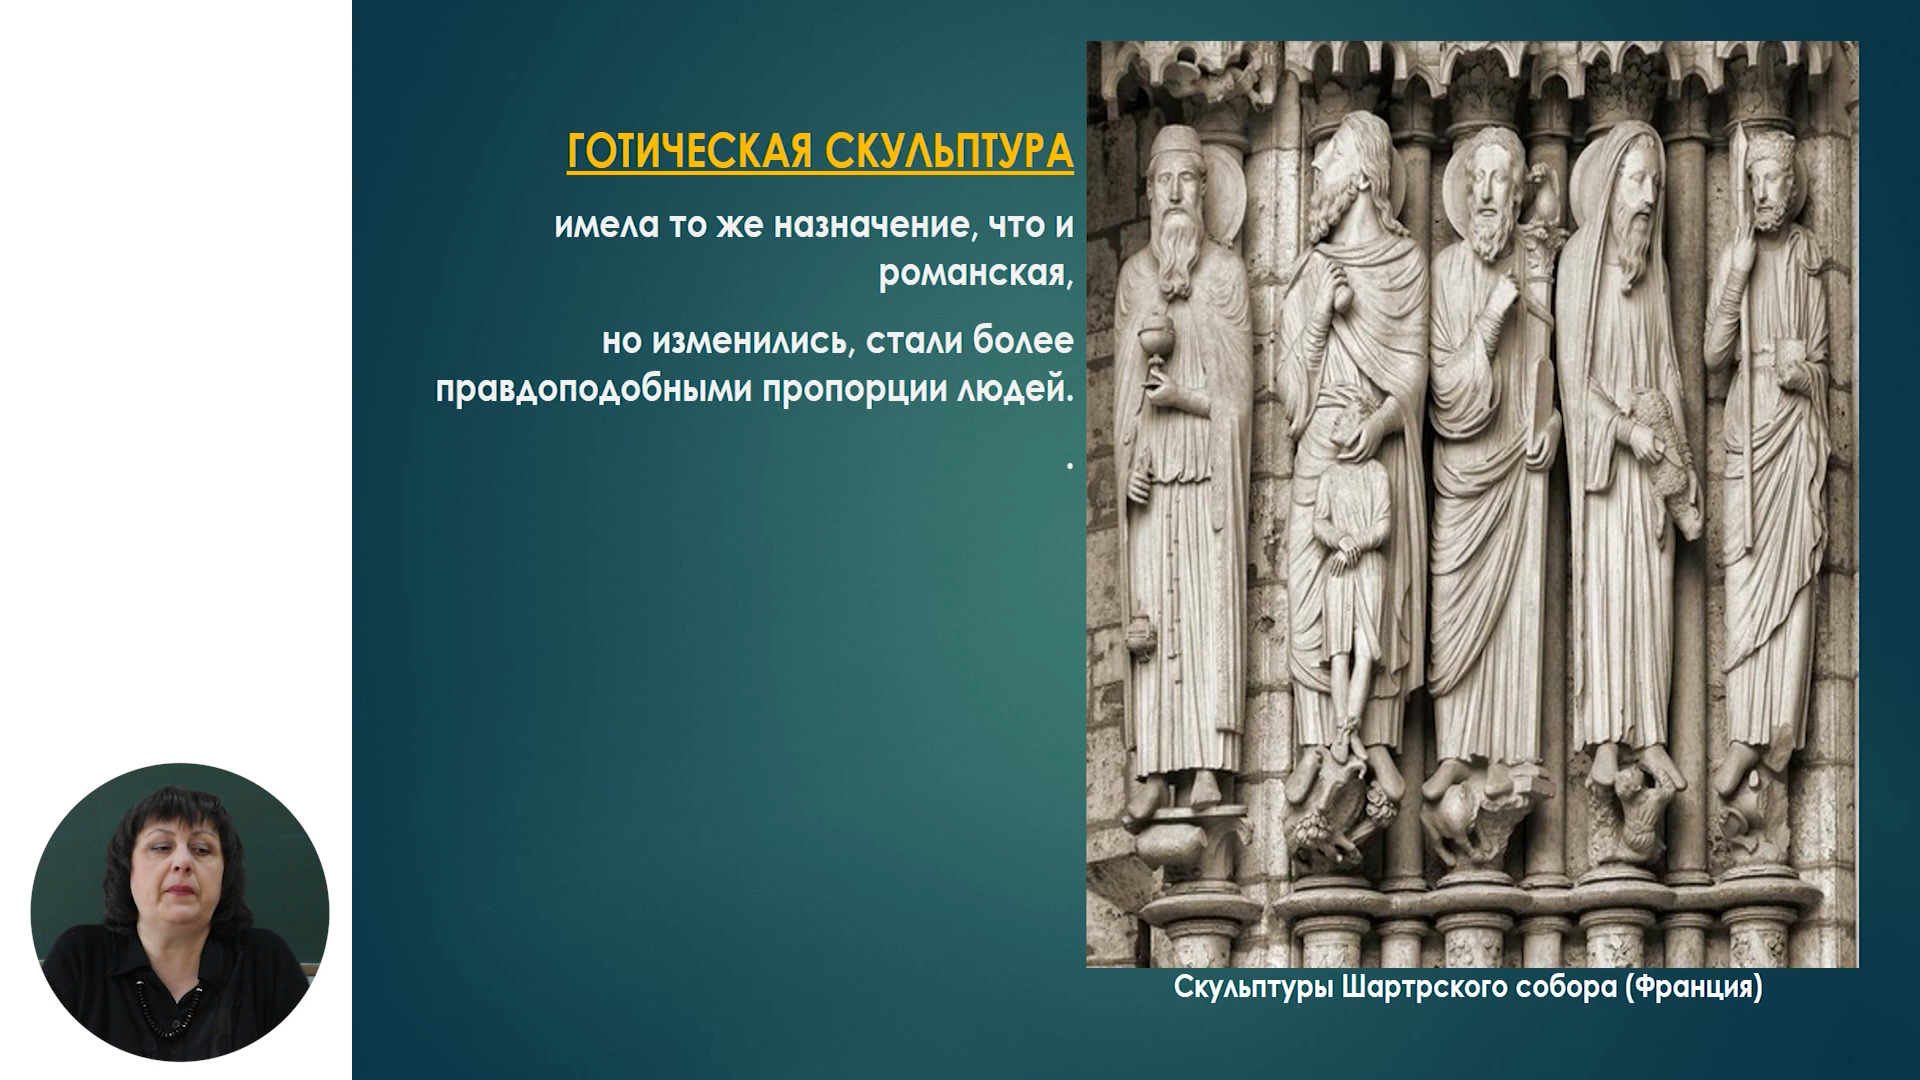 ГОТИЧЕСКАЯ СКУЛЬПТУРА
имела то же назначение, что и
романская,
но изменились, стали более
правдоподобными пропорции людей.
.
Скульптуры Шартрского собора (Франция)